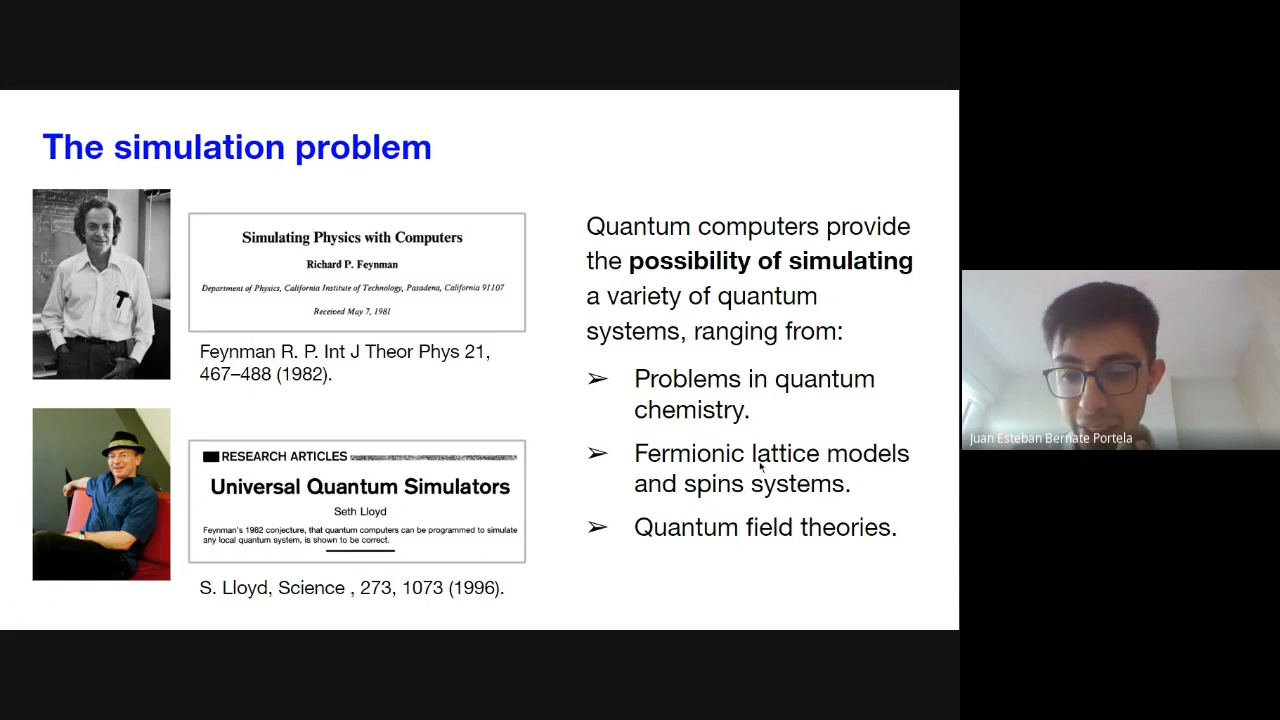 The simulation problem
Simulating Physics with Computers
Richard P. Feynman
Department of Physics, California Institute of Technology, Pasadena, California 91107
Received May 7, 1981
Feynman R. P. Int J Theor Phys 21,
467–488 (1982).
RESEARCH ARTICLES
Universal Quantum Simulators
Seth Lloyd
Feynman's 1982 conjecture, that quantum computers can be programmed to simulate
any local quantum system, is shown to be correct.
S. Lloyd, Science , 273, 1073 (1996).
Quantum computers provide
the possibility of simulating
a variety of quantum
systems, ranging from:
➢ Problems in quantum
chemistry.
➢ Fermionic lattice models
and spins systems.
➢ Quantum field theories.
Juan Esteban Bernate Portela